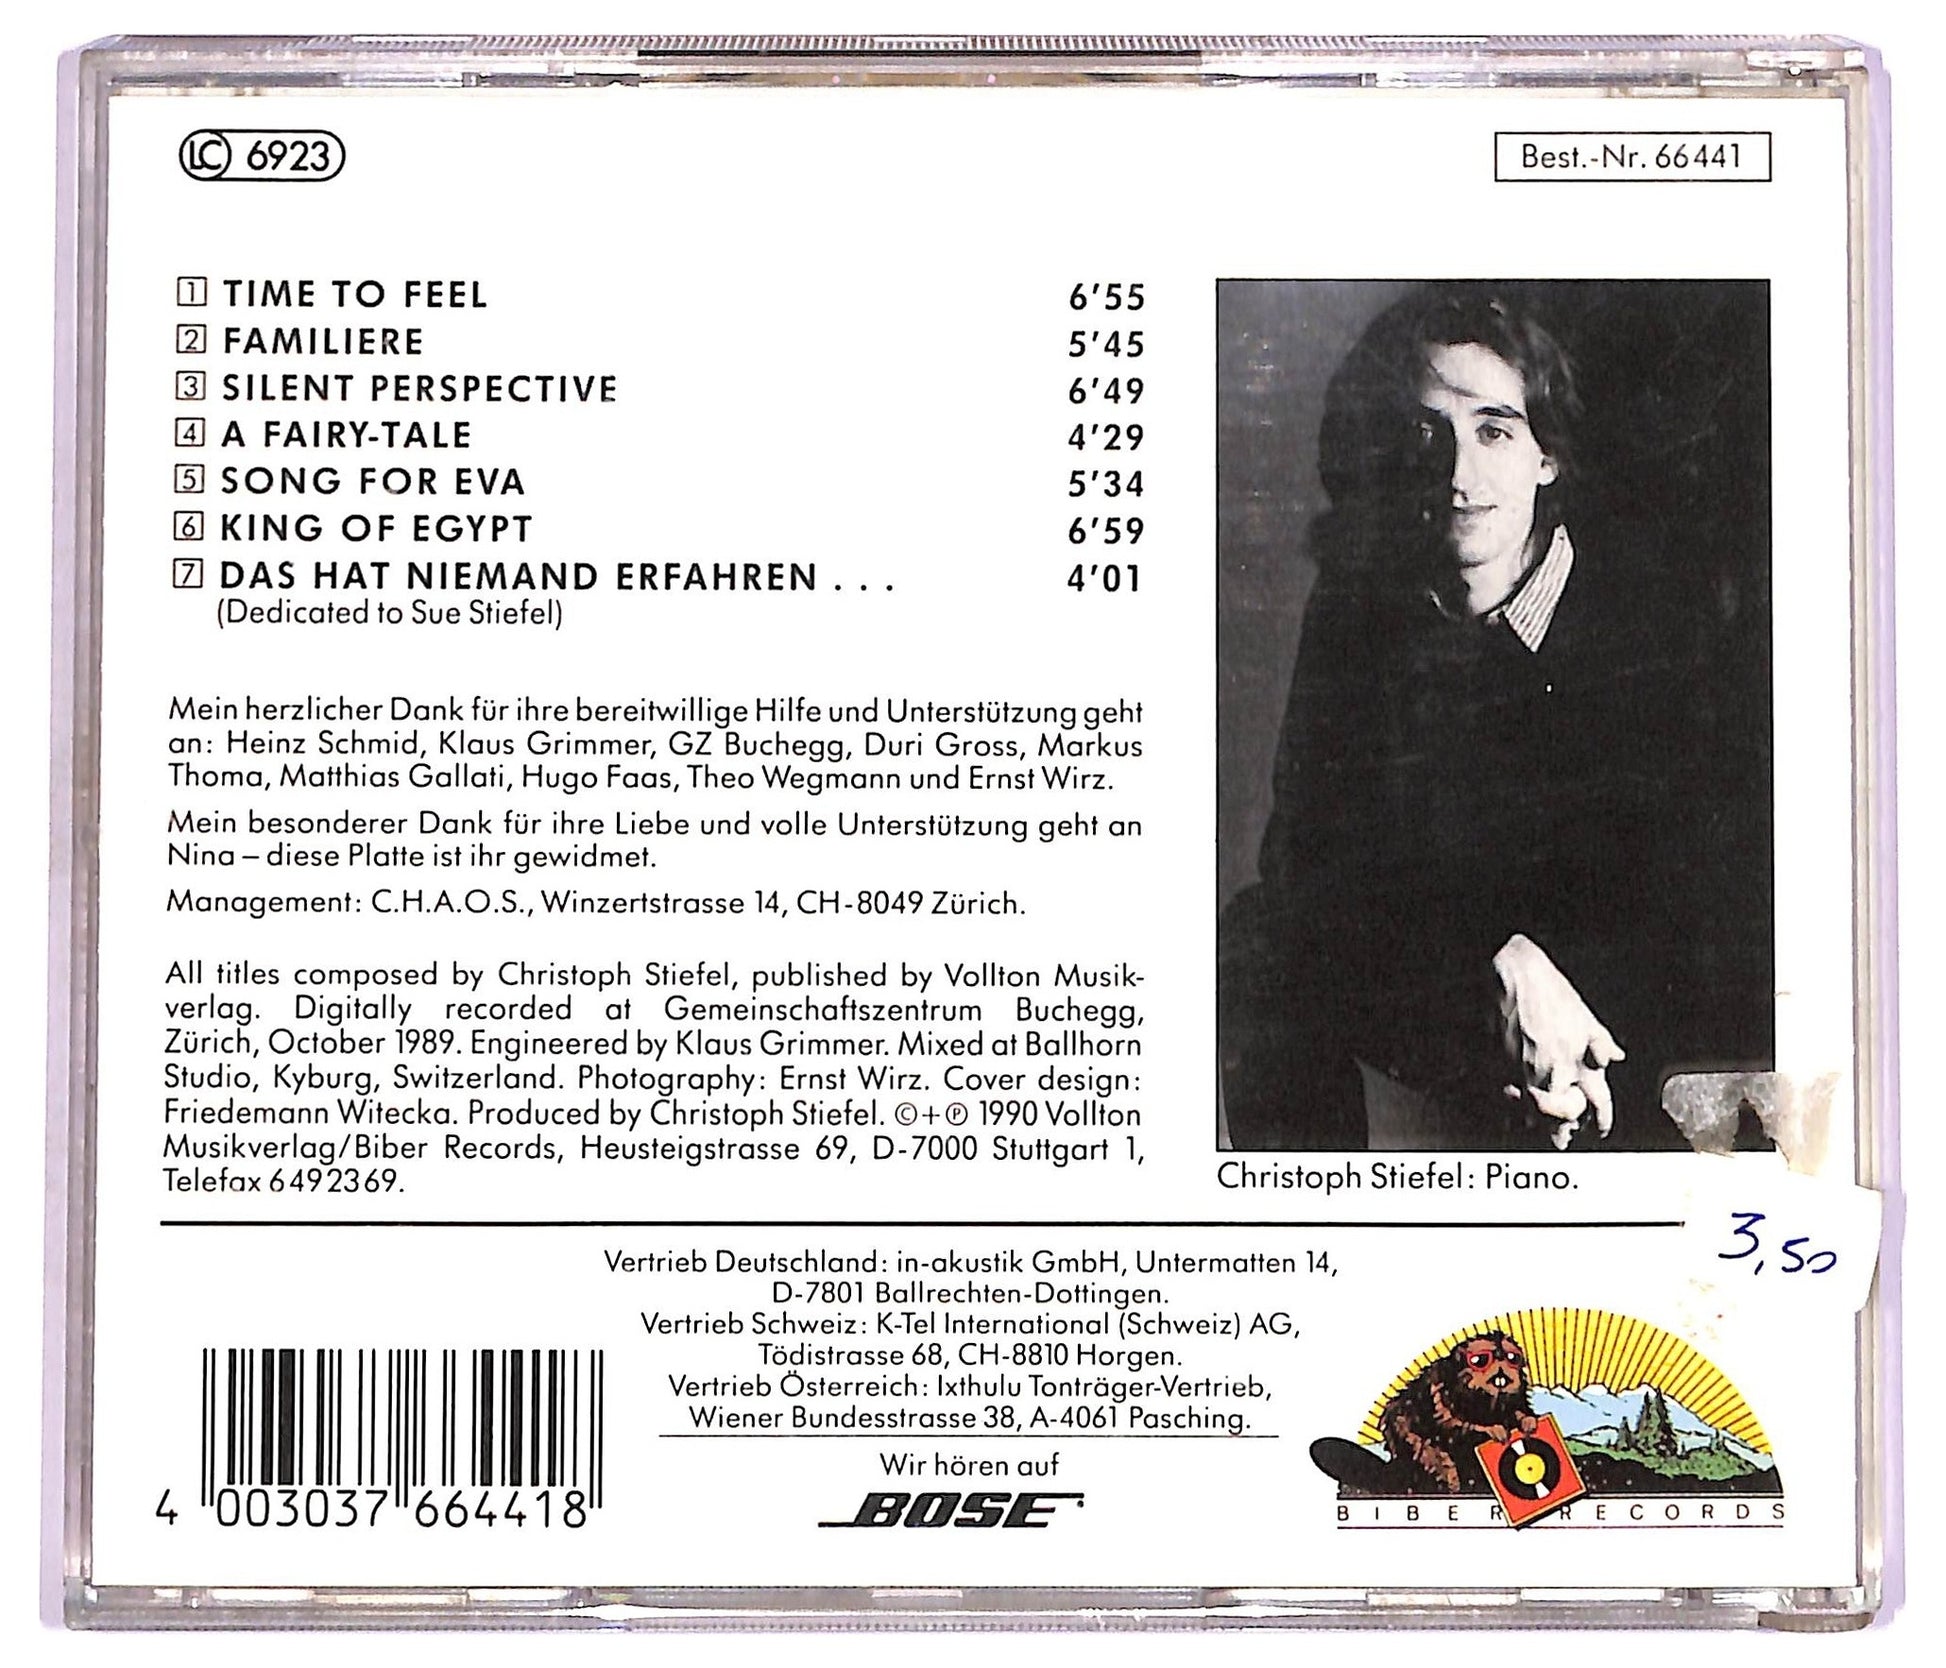 LC 6923
Best.-Nr. 66441
1 TIME TO FEEL 6'55
2 FAMILIERE 5'45
3 SILENT PERSPECTIVE 6'49
4 A FAIRY-TALE 4'29
5 SONG FOR EVA 5'34
6 KING OF EGYPT 6'59
7 DAS HAT NIEMAND ERFAHREN . . . 4'01
(Dedicated to Sue Stiefel)
Mein herzlicher Dank für ihre bereitwillige Hilfe und Unterstützung geht
an: Heinz Schmid, Klaus Grimmer, GZ Buchegg, Duri Gross, Markus
Thoma, Matthias Gallati, Hugo Faas, Theo Wegmann und Ernst Wirz.
Mein besonderer Dank für ihre Liebe und volle Unterstützung geht an
Nina – diese Platte ist ihr gewidmet.
Management: C.H.A.O.S., Winzertstrasse 14, CH-8049 Zürich.
All titles composed by Christoph Stiefel, published by Vollton Musik-
verlag. Digitally recorded at Gemeinschaftszentrum Buchegg,
Zürich, October 1989. Engineered by Klaus Grimmer. Mixed at Ballhorn
Studio, Kyburg, Switzerland. Photography: Ernst Wirz. Cover design:
Friedemann Witecka. Produced by Christoph Stiefel. ©+℗ 1990 Vollton
Musikverlag/Biber Records, Heusteigstrasse 69, D-7000 Stuttgart 1,
Telefax 6492369.
Christoph Stiefel: Piano.
3,50
Vertrieb Deutschland: in-akustik GmbH, Untermatten 14,
D-7801 Ballrechten-Dottingen.
Vertrieb Schweiz: K-Tel International (Schweiz) AG,
Tödistrasse 68, CH-8810 Horgen.
Vertrieb Österreich: Ixthulu Tonträger-Vertrieb,
Wiener Bundesstrasse 38, A-4061 Pasching.
Wir hören auf
BOSE
4 003037 664418
BIBER RECORDS